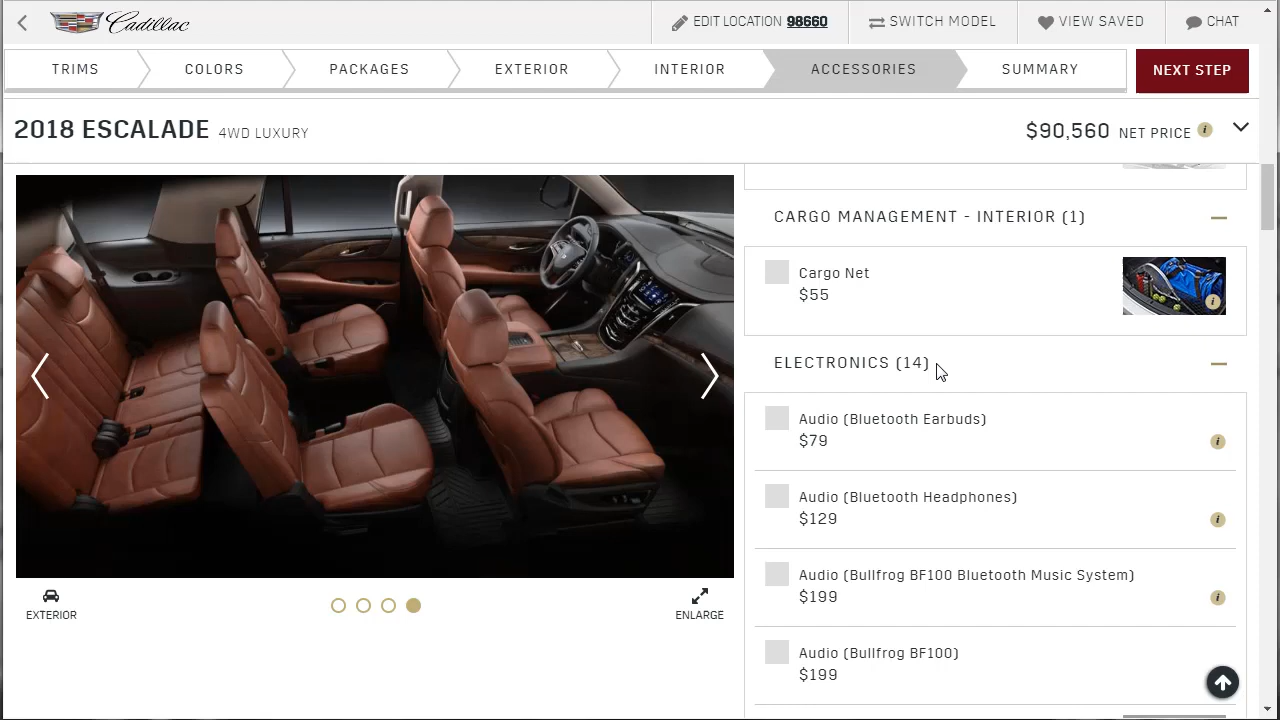 Cadillac
EDIT LOCATION 98660
SWITCH MODEL
VIEW SAVED
CHAT
TRIMS
COLORS
PACKAGES
EXTERIOR
INTERIOR
ACCESSORIES
SUMMARY
NEXT STEP
2018 ESCALADE 4WD LUXURY
$90,560 NET PRICE i
CARGO MANAGEMENT - INTERIOR (1)
Cargo Net
$55
i
ELECTRONICS (14)
Audio (Bluetooth Earbuds)
$79
i
Audio (Bluetooth Headphones)
$129
i
Audio (Bullfrog BF100 Bluetooth Music System)
$199
i
Audio (Bullfrog BF100)
$199
EXTERIOR
ENLARGE